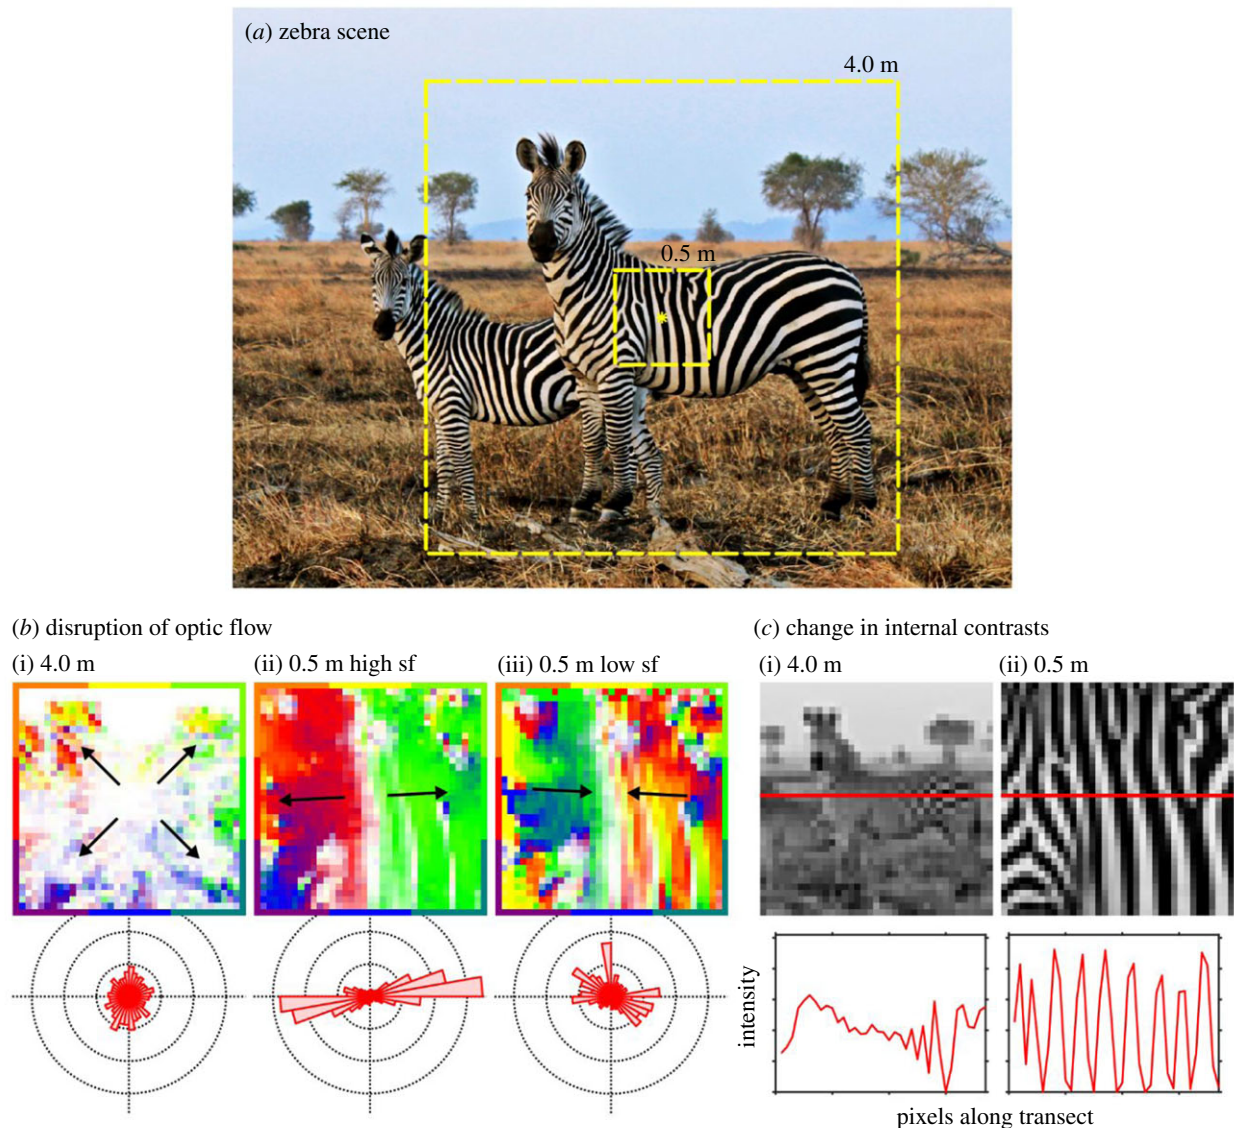 (a) zebra scene
4.0 m
0.5 m
(b) disruption of optic flow
(c) change in internal contrasts
(i) 4.0 m
(ii) 0.5 m high sf
(iii) 0.5 m low sf
(i) 4.0 m
(ii) 0.5 m
intensity
pixels along transect